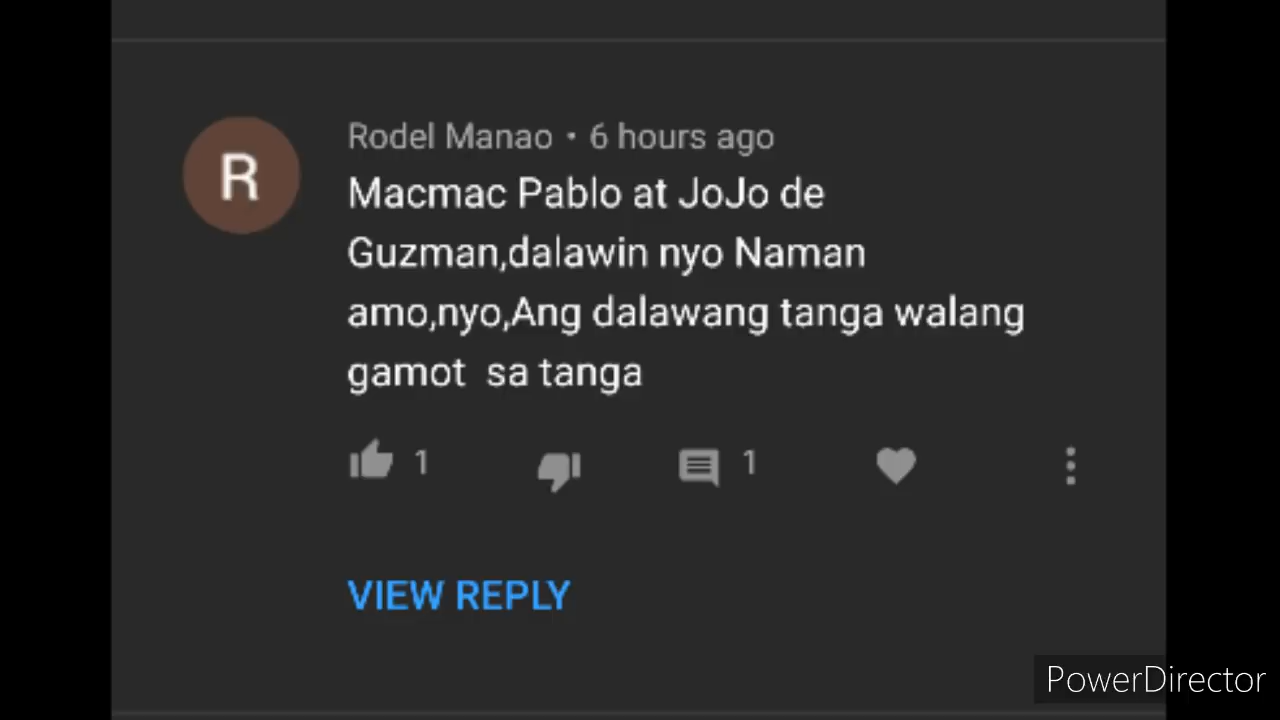 R
Rodel Manao • 6 hours ago
Macmac Pablo at JoJo de
Guzman,dalawin nyo Naman
amo,nyo,Ang dalawang tanga walang
gamot  sa tanga
1 1
VIEW REPLY
PowerDirector